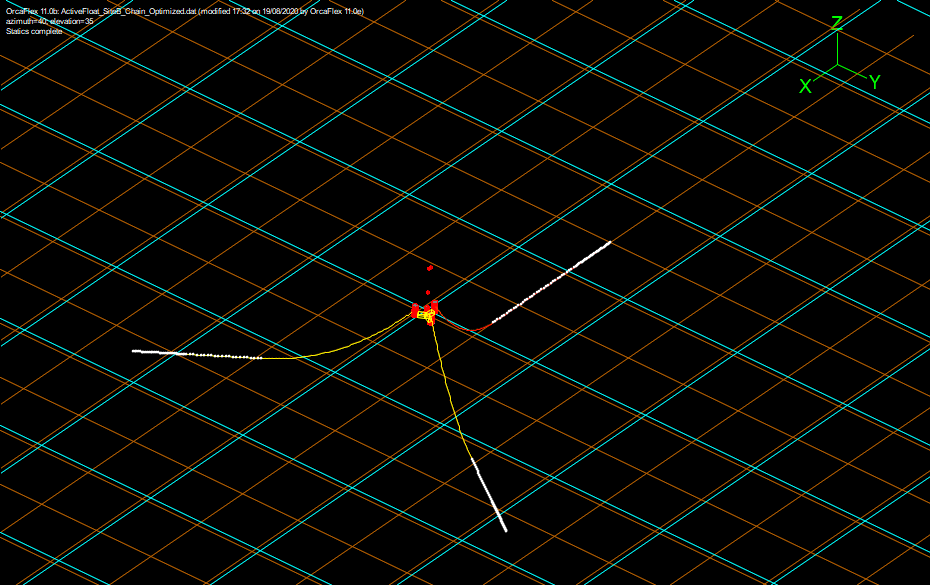 OrcaFlex 11.0b: ActiveFloat_SiteB_Chain_Optimized.dat (modified 17:32 on 19/08/2020 by OrcaFlex 11.0e)
azimuth=40; elevation=35
Statics complete
Z
X
Y